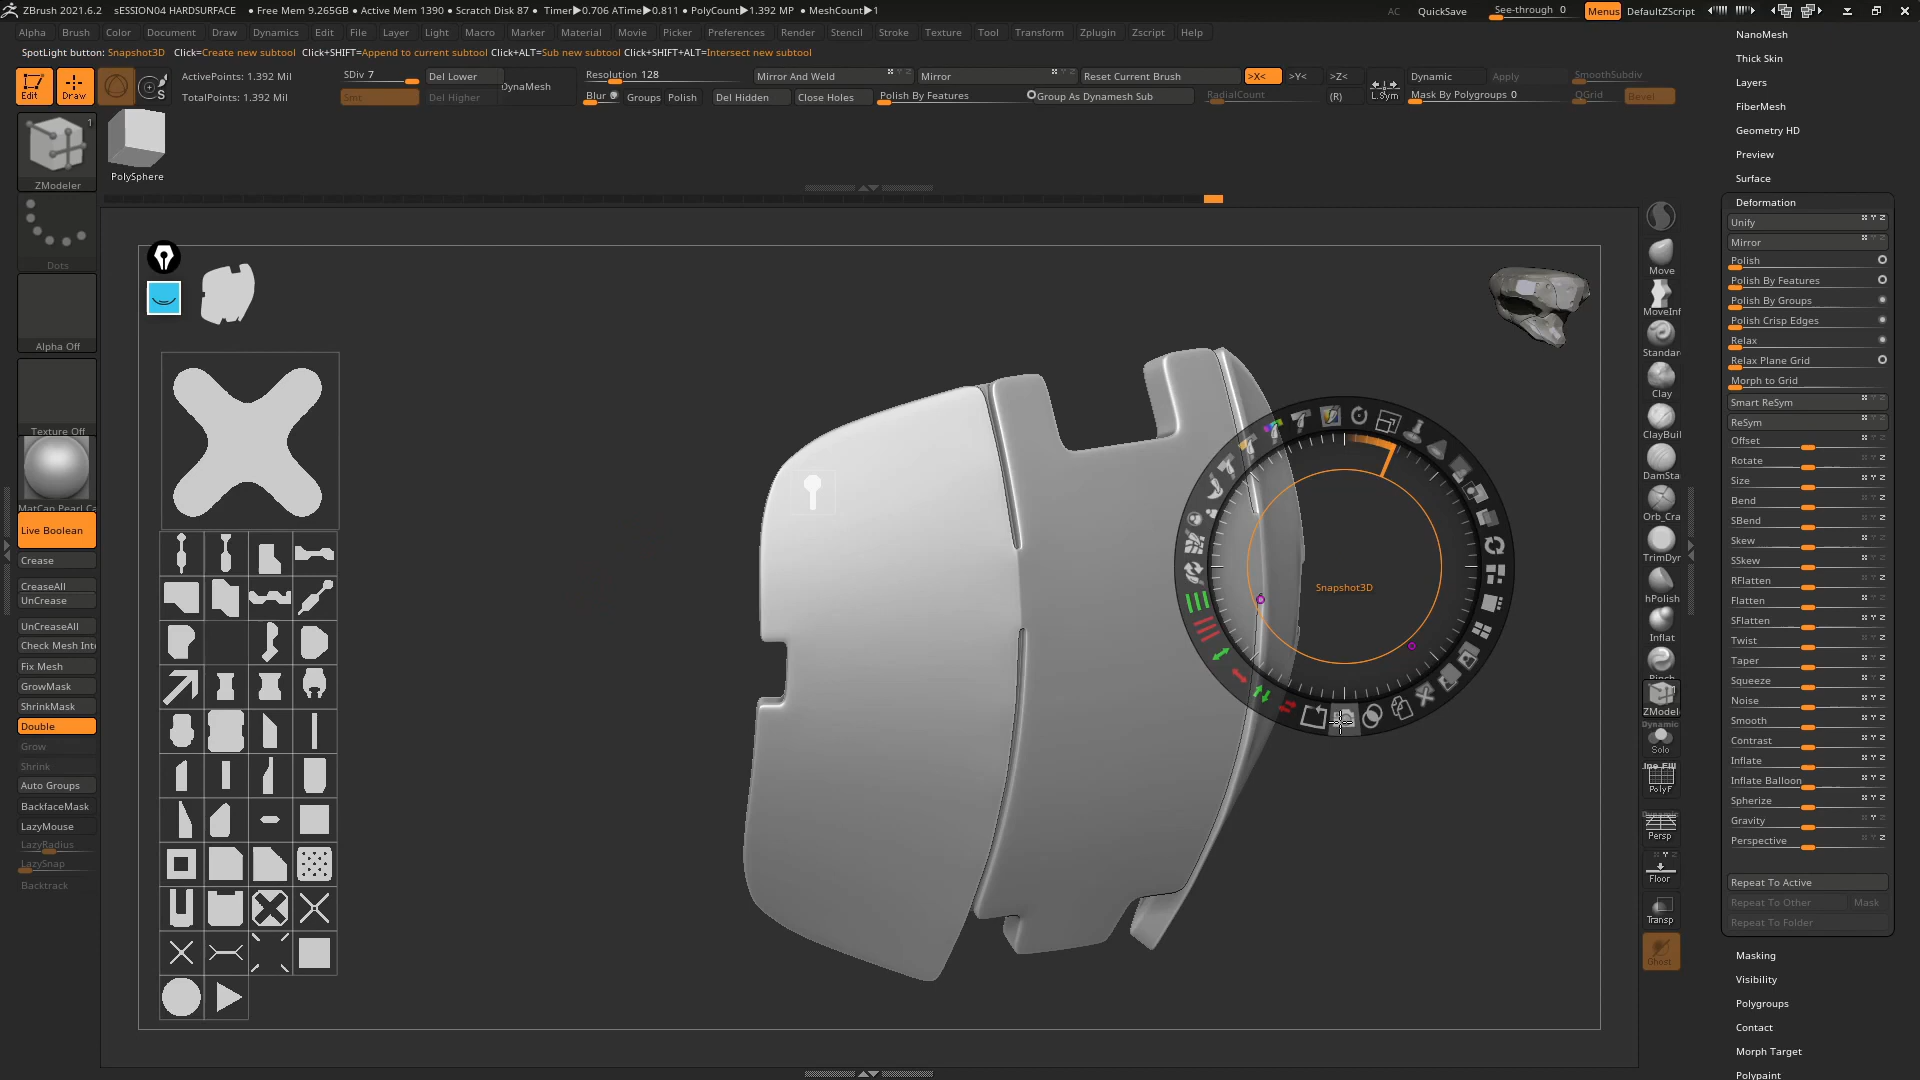 ZBrush 2021.6.2
sESSION04 HARDSURFACE
• Free Mem 9.265GB • Active Mem 1390 • Scratch Disk 87 • Timer▶0.706 ATime▶0.811 • PolyCount▶1.392 MP • MeshCount▶1
AC
QuickSave
See-through 0
Menus
DefaultZScript
Alpha Brush Color Document Draw Dynamics Edit File Layer Light Macro Marker Material Movie Picker Preferences Render Stencil Stroke Texture Tool Transform Zplugin Zscript Help
SpotLight button: Snapshot3D Click=Create new subtool Click+SHIFT=Append to current subtool Click+ALT=Sub new subtool Click+SHIFT+ALT=Intersect new subtool
Edit
Draw
S
ActivePoints: 1.392 Mil
TotalPoints: 1.392 Mil
SDiv 7
Smt
Del Lower
Del Higher
DynaMesh
Resolution 128
Blur
Groups
Polish
Mirror And Weld
Del Hidden
Close Holes
Mirror
Polish By Features
Reset Current Brush
Group As Dynamesh Sub
>X<
>Y<
>Z<
RadialCount
(R)
L.Sym
Dynamic
Apply
Mask By Polygroups 0
SmoothSubdiv
QGrid
Bevel
1
ZModeler
PolySphere
Dots
Alpha Off
Texture Off
Live Boolean
Crease
CreaseAll
UnCrease
UnCreaseAll
Check Mesh Int
Fix Mesh
GrowMask
ShrinkMask
Double
Grow
Shrink
Auto Groups
BackfaceMask
LazyMouse
LazyRadius
LazySnap
Backtrack
Snapshot3D
Move
MoveInf
Standar
Clay
ClayBuil
DamSta
Orb_Cra
TrimDyr
hPolish
Inflat
Pinch
ZModel
Dynamic
Solo
Line Fill
PolyF
Dynamic
Persp
Floor
Transp
Ghost
NanoMesh
Thick Skin
Layers
FiberMesh
Geometry HD
Preview
Surface
Deformation
Unify
Mirror
Polish
Polish By Features
Polish By Groups
Polish Crisp Edges
Relax
Relax Plane Grid
Morph to Grid
Smart ReSym
ReSym
Offset
Rotate
Size
Bend
SBend
Skew
SSkew
RFlatten
Flatten
SFlatten
Twist
Taper
Squeeze
Noise
Smooth
Contrast
Inflate
Inflate Balloon
Spherize
Gravity
Perspective
Repeat To Active
Repeat To Other
Mask
Repeat To Folder
Masking
Visibility
Polygroups
Contact
Morph Target
Polypaint